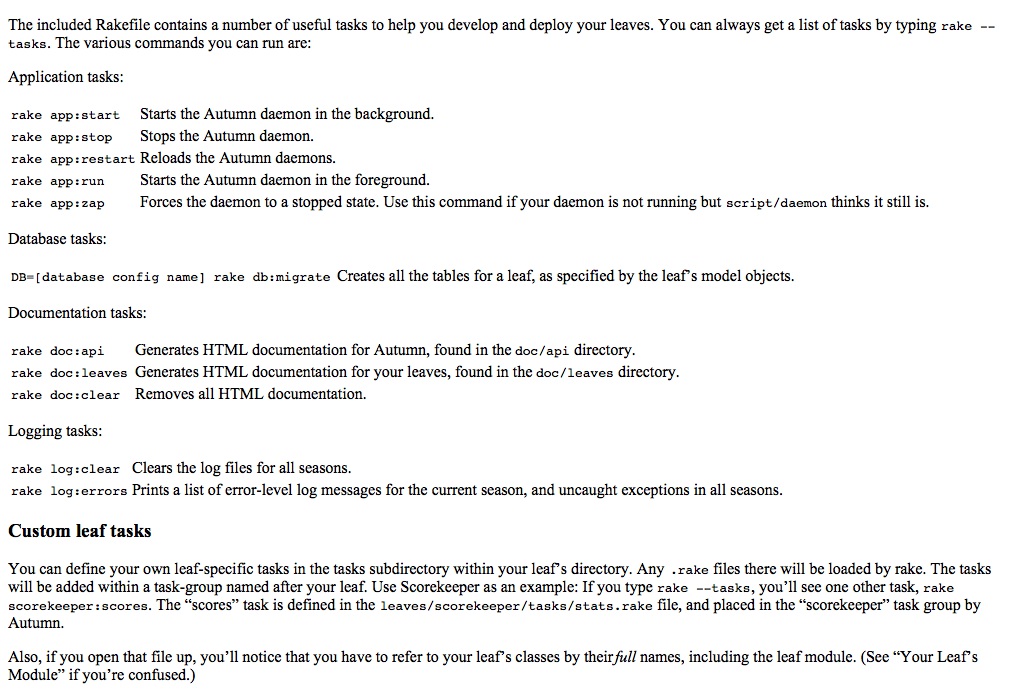 The included Rakefile contains a number of useful tasks to help you develop and deploy your leaves. You can always get a list of tasks by typing rake --
tasks. The various commands you can run are:
Application tasks:
rake app:start Starts the Autumn daemon in the background.
rake app:stop Stops the Autumn daemon.
rake app:restart Reloads the Autumn daemons.
rake app:run Starts the Autumn daemon in the foreground.
rake app:zap Forces the daemon to a stopped state. Use this command if your daemon is not running but script/daemon thinks it still is.
Database tasks:
DB=[database config name] rake db:migrate Creates all the tables for a leaf, as specified by the leaf's model objects.
Documentation tasks:
rake doc:api Generates HTML documentation for Autumn, found in the doc/api directory.
rake doc:leaves Generates HTML documentation for your leaves, found in the doc/leaves directory.
rake doc:clear Removes all HTML documentation.
Logging tasks:
rake log:clear Clears the log files for all seasons.
rake log:errors Prints a list of error-level log messages for the current season, and uncaught exceptions in all seasons.
Custom leaf tasks
You can define your own leaf-specific tasks in the tasks subdirectory within your leaf's directory. Any .rake files there will be loaded by rake. The tasks
will be added within a task-group named after your leaf. Use Scorekeeper as an example: If you type rake --tasks, you'll see one other task, rake
scorekeeper:scores. The “scores” task is defined in the leaves/scorekeeper/tasks/stats.rake file, and placed in the “scorekeeper” task group by
Autumn.
Also, if you open that file up, you'll notice that you have to refer to your leaf's classes by their full names, including the leaf module. (See “Your Leaf's
Module” if you're confused.)